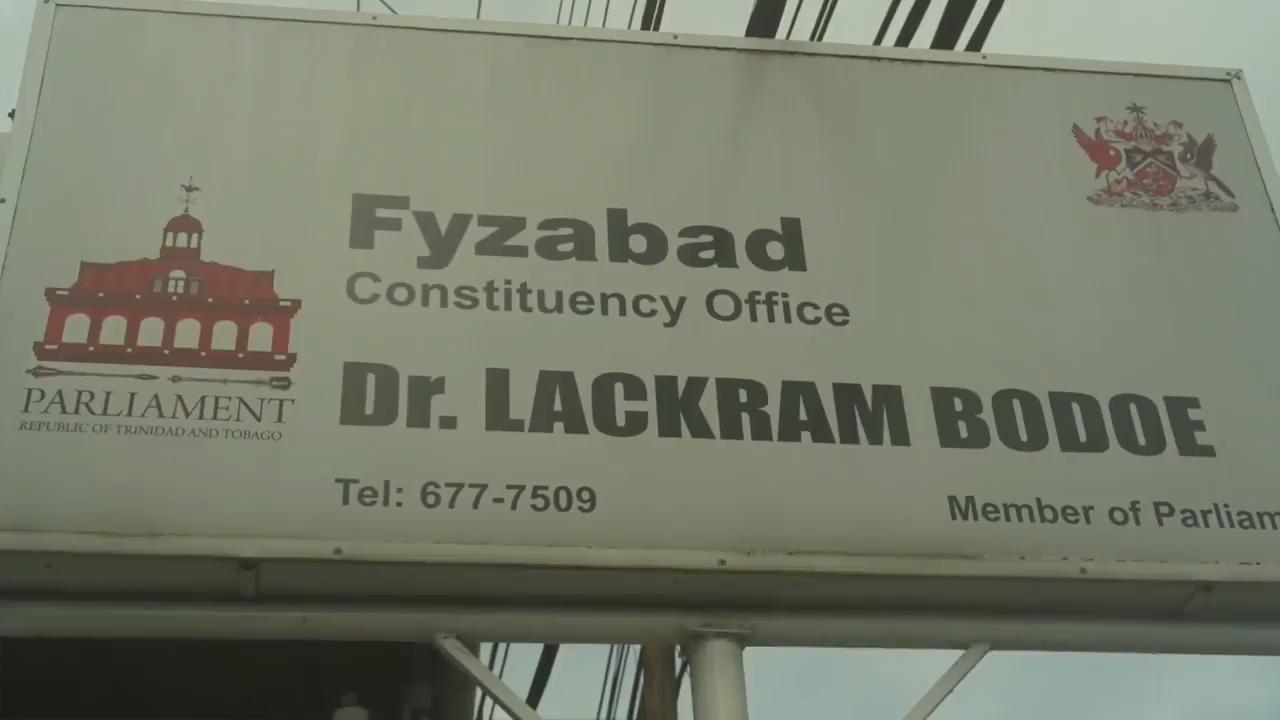 Fyzabad
Constituency Office
Dr. LACKRAM BODOE
Tel: 677-7509
Member of Parliam
PARLIAMENT
REPUBLIC OF TRINIDAD AND TOBAGO